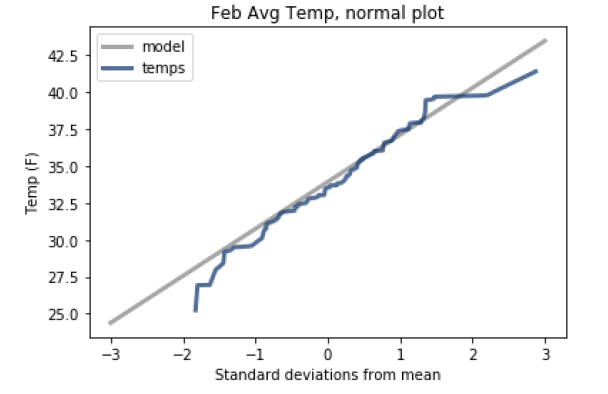 Feb Avg Temp, normal plot
model
temps
42.5
40.0
37.5
35.0
32.5
30.0
27.5
25.0
Temp (F)
−3 −2 −1 0 1 2 3
Standard deviations from mean